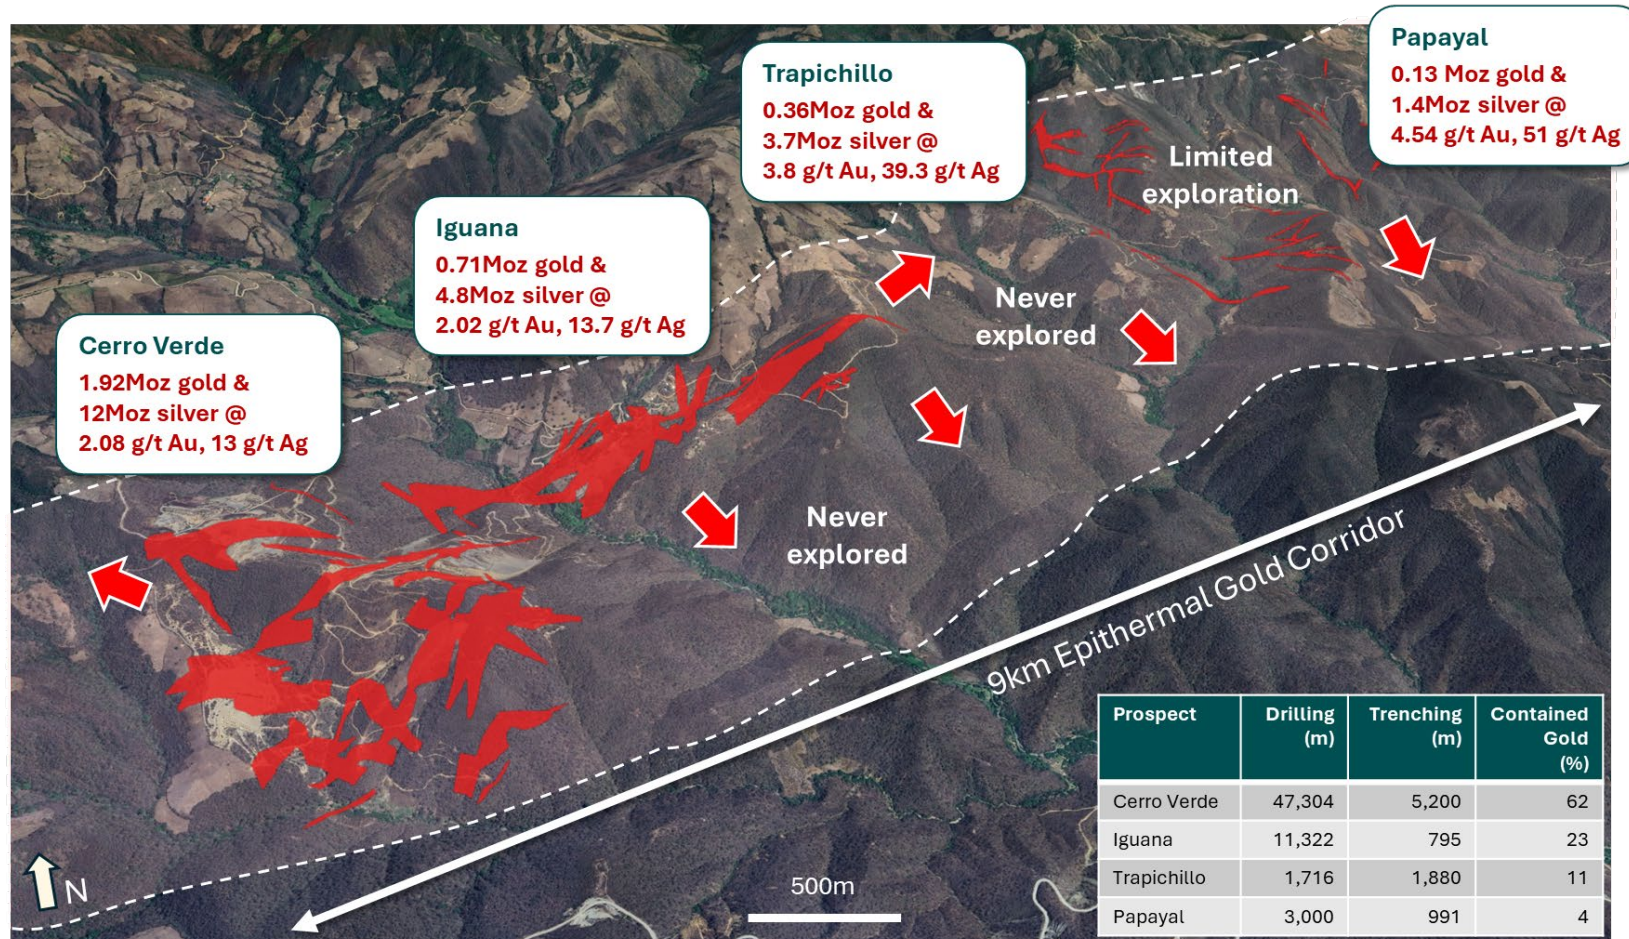 Papayal
0.13 Moz gold &
1.4Moz silver @
4.54 g/t Au, 51 g/t Ag
Trapichillo
0.36Moz gold &
3.7Moz silver @
3.8 g/t Au, 39.3 g/t Ag
Limited
exploration
Iguana
0.71Moz gold &
4.8Moz silver @
2.02 g/t Au, 13.7 g/t Ag
Never
explored
Cerro Verde
1.92Moz gold &
12Moz silver @
2.08 g/t Au, 13 g/t Ag
Never
explored
9km Epithermal Gold Corridor
N
500m
Prospect Drilling (m) Trenching (m) Contained Gold (%)
Cerro Verde 47,304 5,200 62
Iguana 11,322 795 23
Trapichillo 1,716 1,880 11
Papayal 3,000 991 4